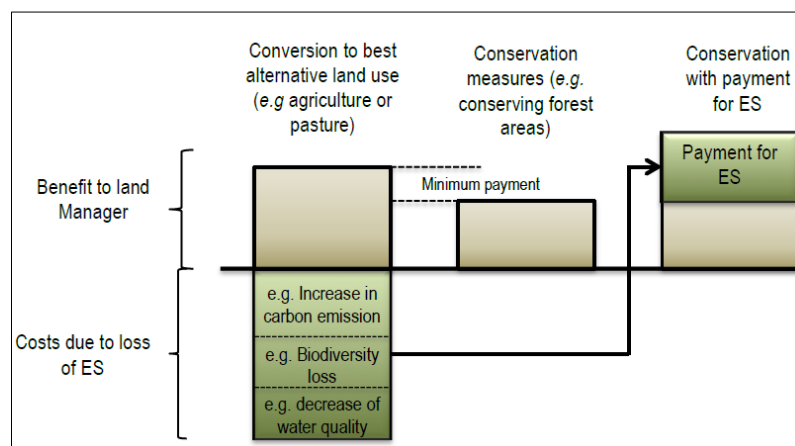 Conversion to best
alternative land use
(e.g agriculture or
pasture)
Conservation
measures (e.g.
conserving forest
areas)
Conservation
with payment
for ES
Benefit to land
Manager
Minimum payment
Payment for
ES
Costs due to loss
of ES
e.g. Increase in
carbon emission
e.g. Biodiversity
loss
e.g. decrease of
water quality